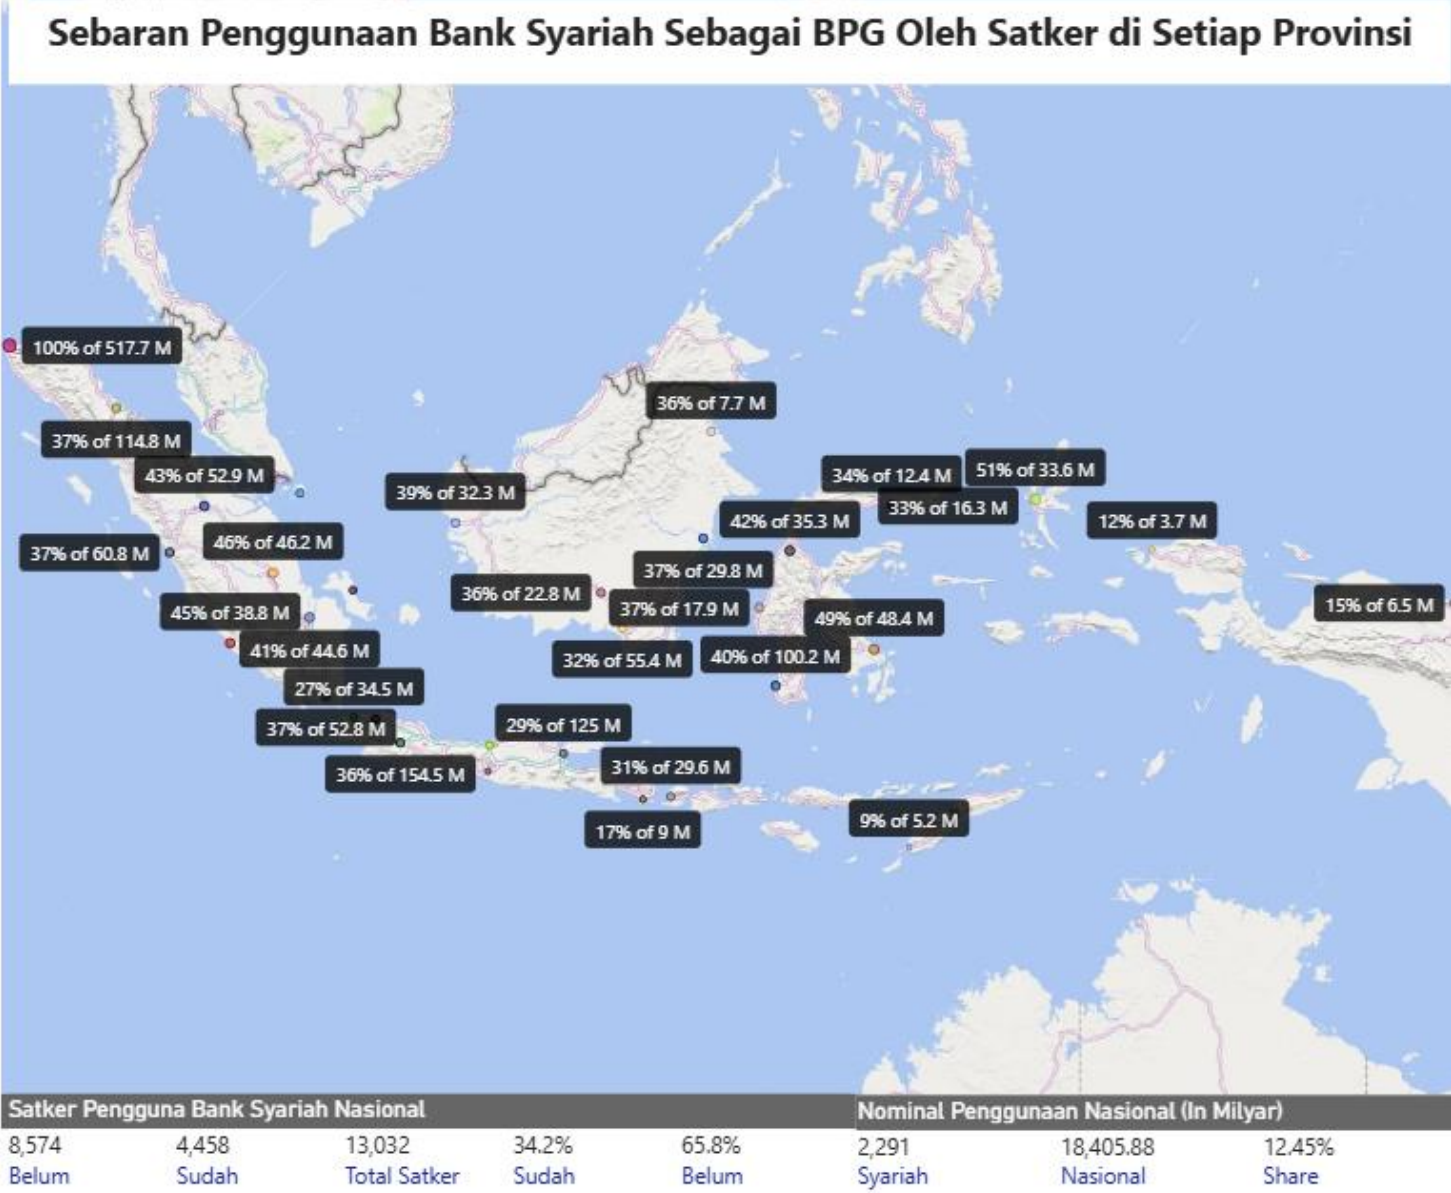 Sebaran Penggunaan Bank Syariah Sebagai BPG Oleh Satker di Setiap Provinsi
100% of 517.7 M
36% of 7.7 M
37% of 114.8 M
43% of 52.9 M
39% of 32.3 M
34% of 12.4 M
51% of 33.6 M
33% of 16.3 M
42% of 35.3 M
12% of 3.7 M
37% of 60.8 M
46% of 46.2 M
37% of 29.8 M
36% of 22.8 M
37% of 17.9 M
15% of 6.5 M
45% of 38.8 M
49% of 48.4 M
41% of 44.6 M
32% of 55.4 M
40% of 100.2 M
27% of 34.5 M
37% of 52.8 M
29% of 125 M
36% of 154.5 M
31% of 29.6 M
17% of 9 M
9% of 5.2 M
Satker Pengguna Bank Syariah Nasional
8,574 4,458 13,032 34.2% 65.8%
Belum Sudah Total Satker Sudah Belum
Nominal Penggunaan Nasional (In Milyar)
2,291 18,405.88 12.45%
Syariah Nasional Share